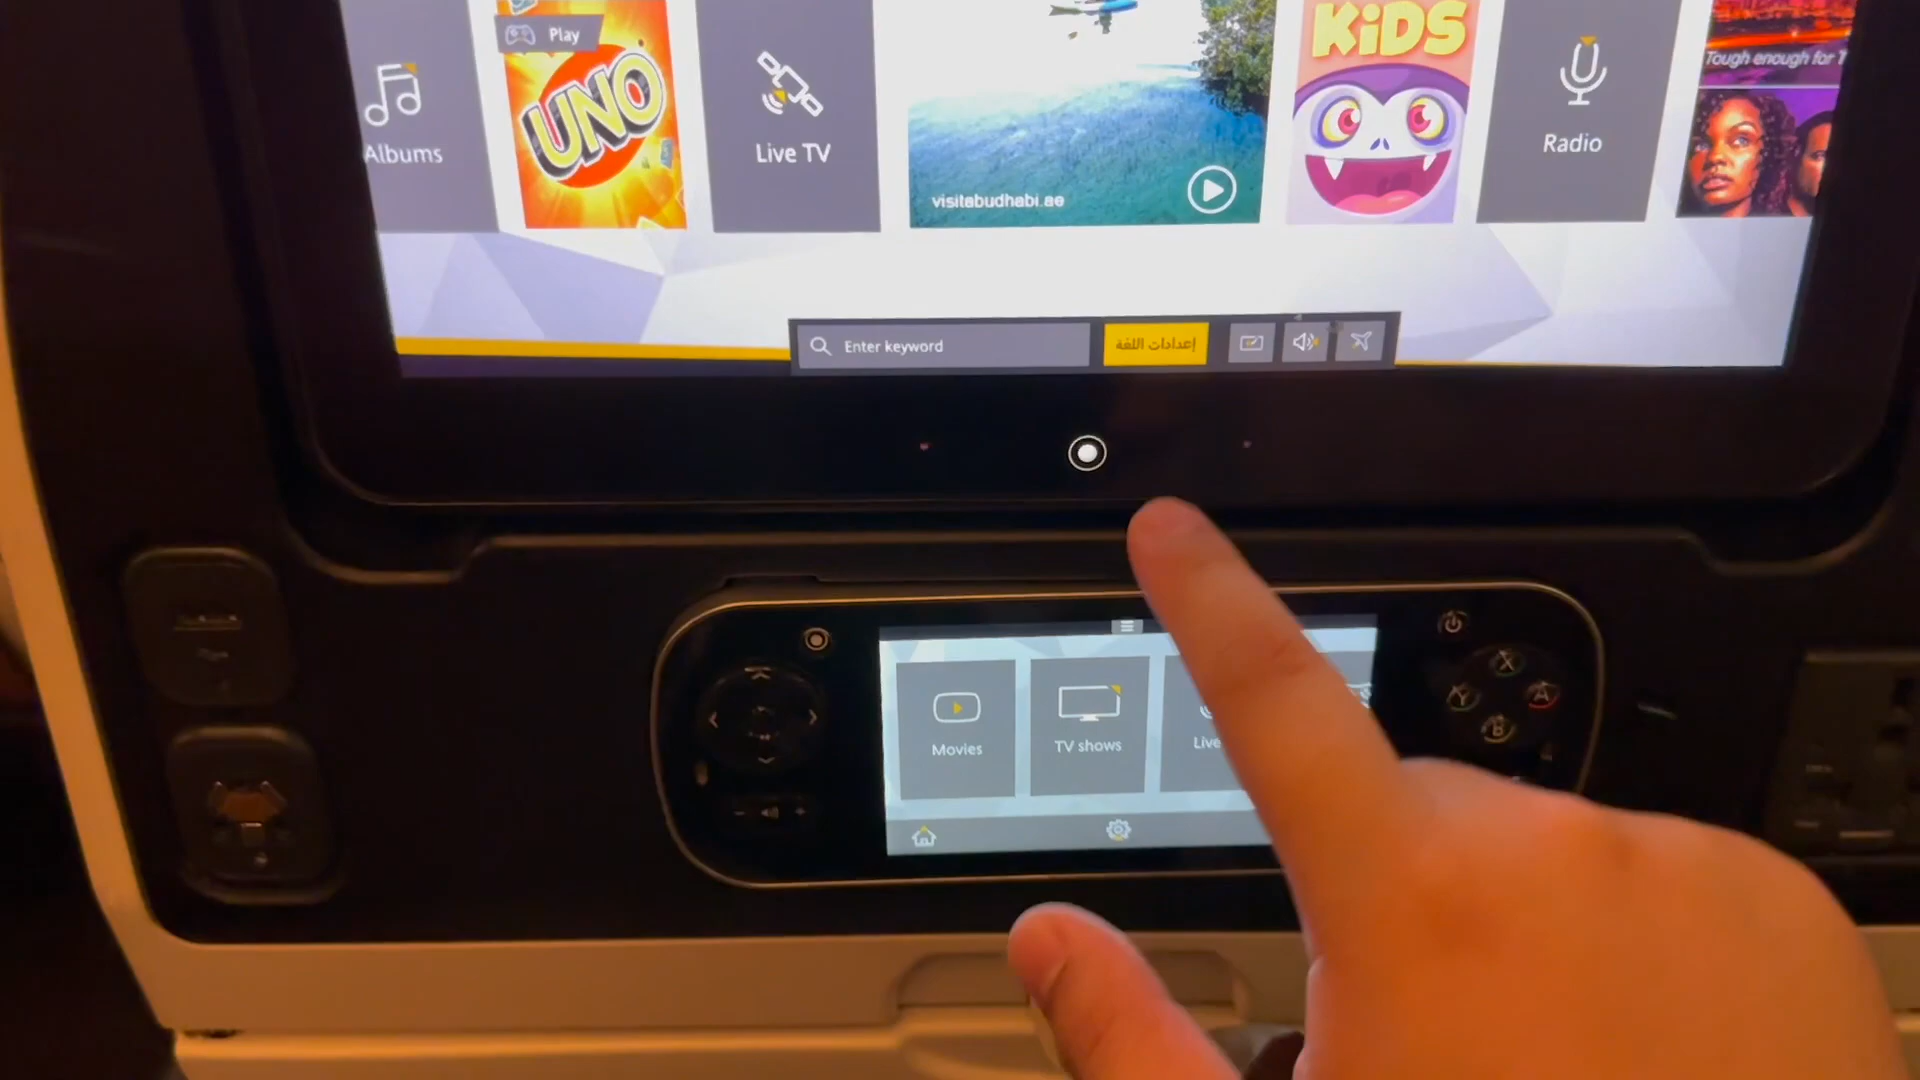 Play
UNO
Albums
Live TV
visitabudhabi.ae
KiDS
Radio
Tough enough for
Enter keyword
إعدادات اللغة
Movies
TV shows
Live
X
Y
A
B